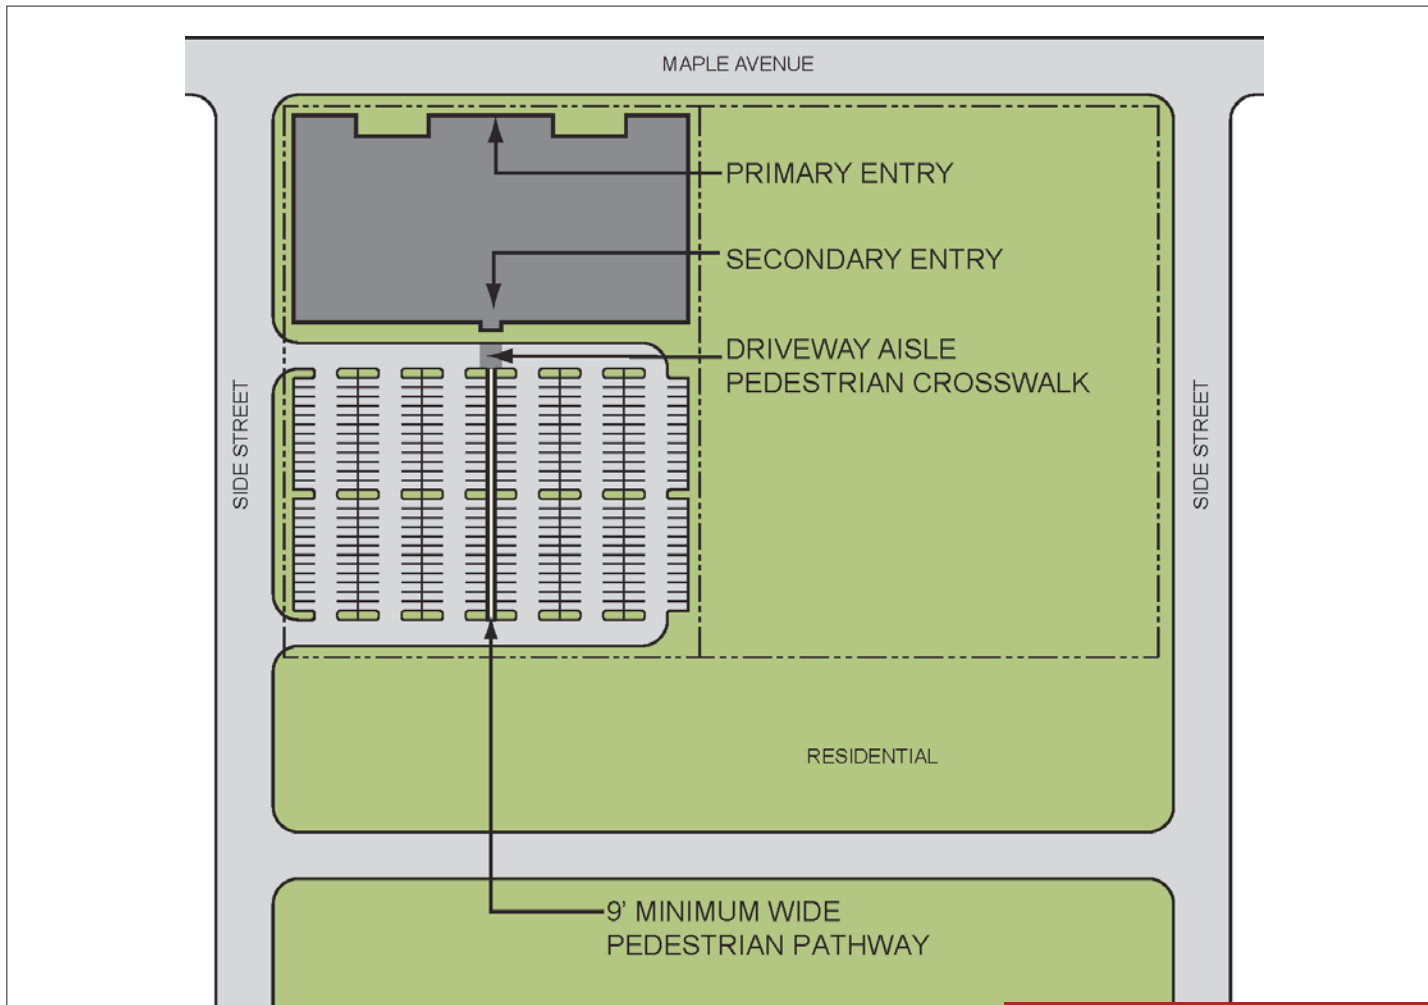 MAPLE AVENUE
PRIMARY ENTRY
SECONDARY ENTRY
DRIVEWAY AISLE
PEDESTRIAN CROSSWALK
SIDE STREET
SIDE STREET
RESIDENTIAL
9' MINIMUM WIDE
PEDESTRIAN PATHWAY